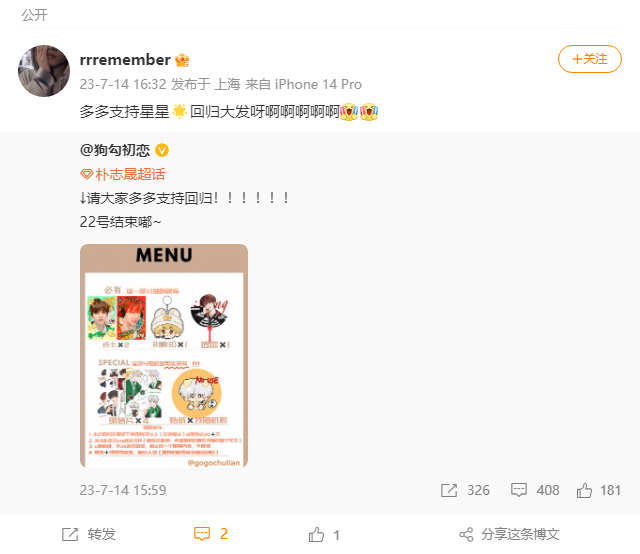 公开
rrremember
+关注
23-7-14 16:32 发布于 上海 来自 iPhone 14 Pro
多多支持星星🌟回归大发呀啊啊啊啊啊😭😭
@狗勾初恋
朴志晟超话
↓请大家多多支持回归！！！！！！
22号结束嘟~
MENU
必有
SPECIAL
明信片✖4
@gogochulian
23-7-14 15:59
326 408 181
转发 2 1 分享这条博文